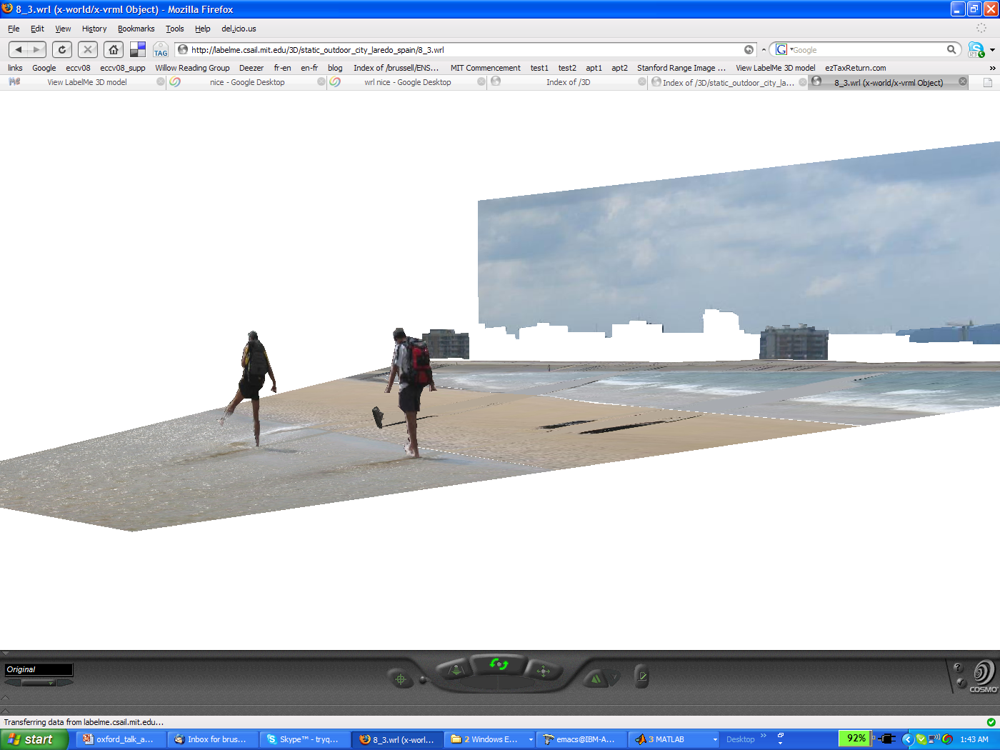 8_3.wrl (x-world/x-vrml Object) - Mozilla Firefox
File Edit View History Bookmarks Tools Help del.icio.us
TAG http://labelme.csail.mit.edu/3D/static_outdoor_city_laredo_spain/8_3.wrl G Google 123
links Google eccv08 eccv08_supp Willow Reading Group Deezer fr-en en-fr blog Index of /brussell/ENS... MIT Commencement test1 test2 apt1 apt2 Stanford Range Image ... View LabelMe 3D model ezTaxReturn.com »
View LabelMe 3D model nice - Google Desktop wrl nice - Google Desktop Index of /3D Index of /3D/static_outdoor_city_la... 8_3.wrl (x-world/x-vrml Object)
Original ? COSMO
Transferring data from labelme.csail.mit.edu...
start oxford_talk_a... Inbox for brus... Skype™ - tryq... 8_3.wrl (x-worl... 2 Windows E... emacs@IBM-A... 3 MATLAB Desktop » 92% 1:43 AM